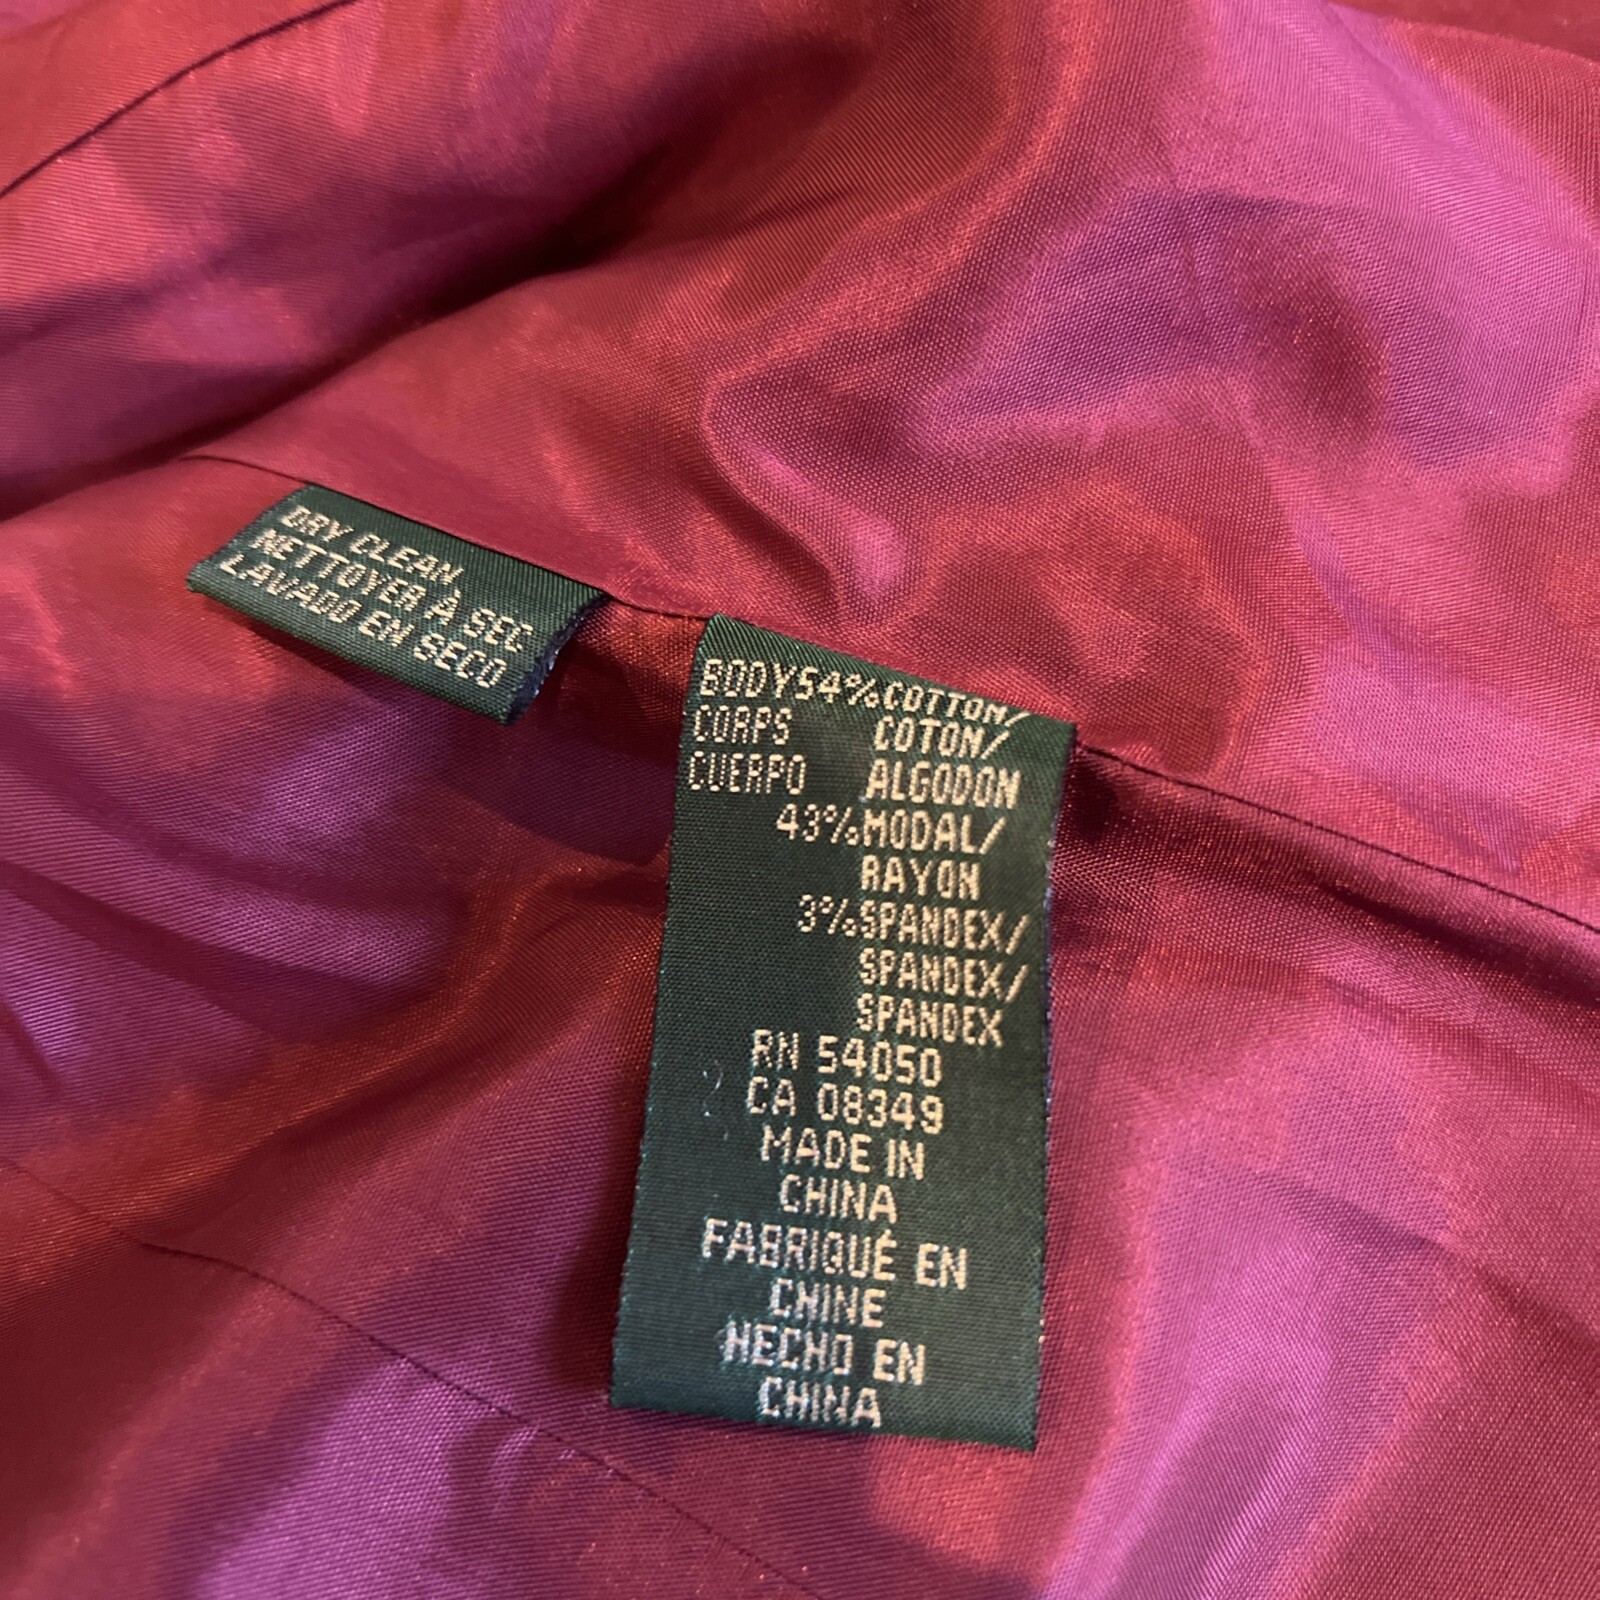 DRY CLEAN
NETTOYER À SEC
LAVADO EN SECO
BODY54%COTTON/
CORPS COTON/
CUERPO ALGODON
43%MODAL/
RAYON
3%SPANDEX/
SPANDEX/
SPANDEX
RN 54050
CA 08349
MADE IN
CHINA
FABRIQUÉ EN
CHINE
HECHO EN
CHINA